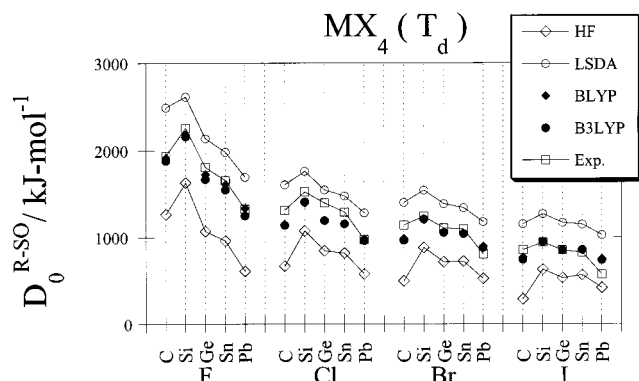 MX4 ( Td )
HF
LSDA
BLYP
B3LYP
Exp.
D0^R-SO / kJ-mol^-1
3000
2000
1000
0
C Si Ge Sn Pb C Si Ge Sn Pb C Si Ge Sn Pb C Si Ge Sn Pb
F Cl Br I